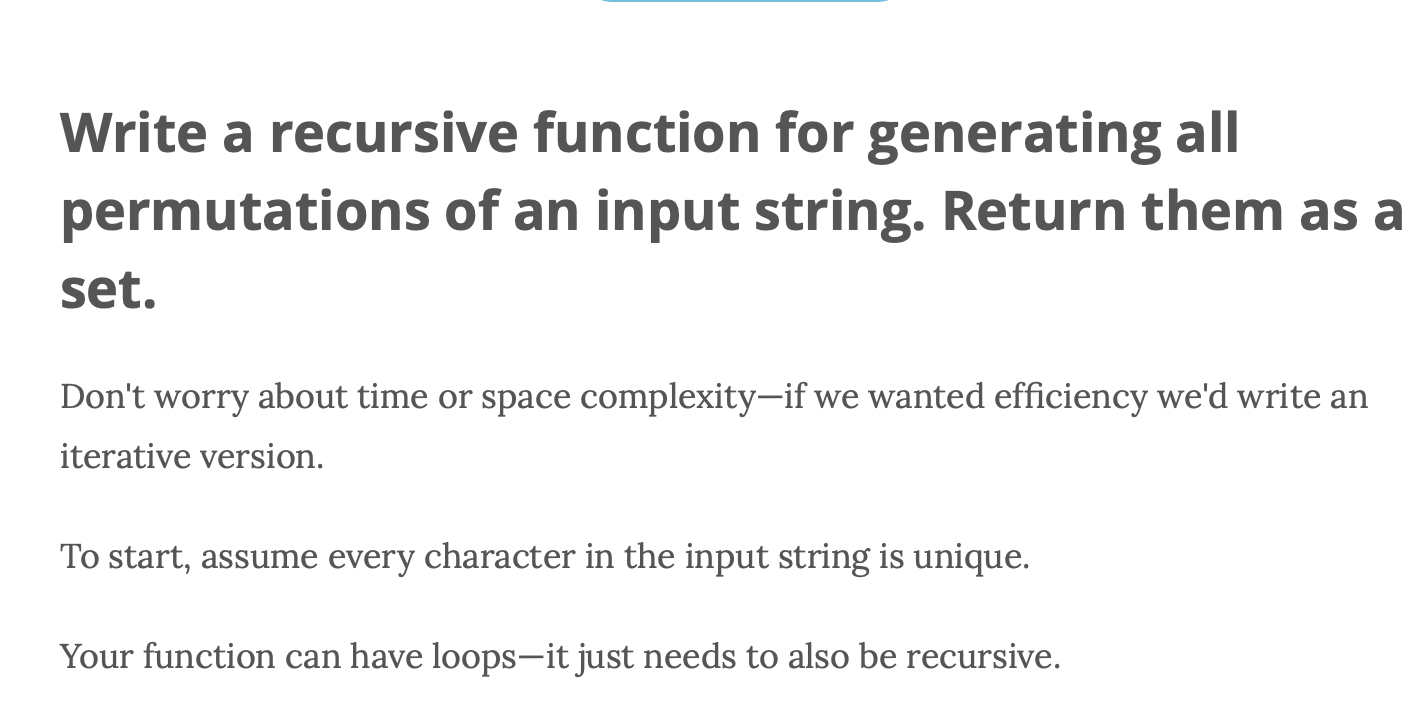 Write a recursive function for generating all
permutations of an input string. Return them as a
set.
Don't worry about time or space complexity—if we wanted efficiency we'd write an
iterative version.
To start, assume every character in the input string is unique.
Your function can have loops—it just needs to also be recursive.